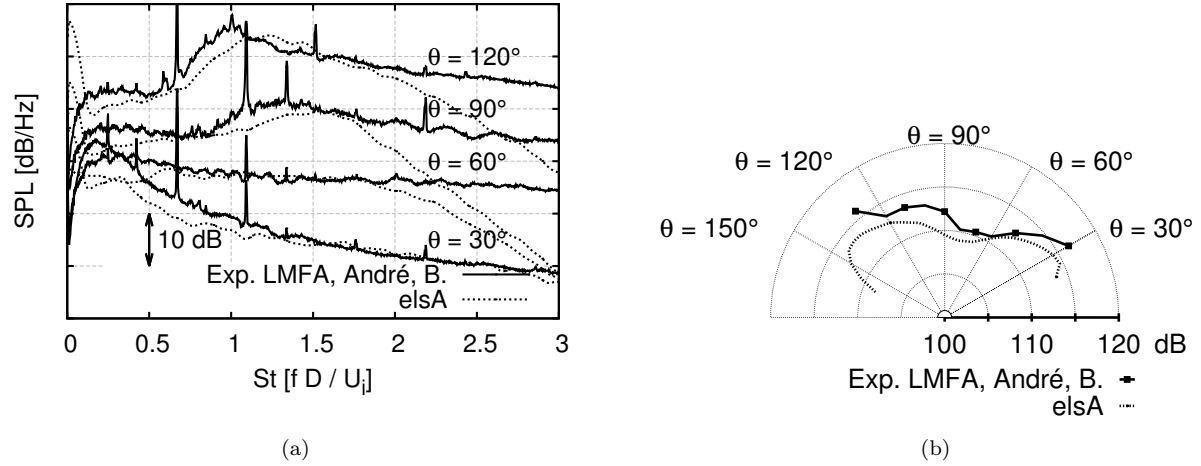 SPL [dB/Hz]
θ = 120°
θ = 90°
θ = 60°
θ = 30°
10 dB
Exp. LMFA, André, B.
elsA
0 0.5 1 1.5 2 2.5 3
St [f D / U_i]
(a)
θ = 90°
θ = 120° θ = 60°
θ = 150° θ = 30°
100 110 120 dB
Exp. LMFA, André, B.
elsA
(b)